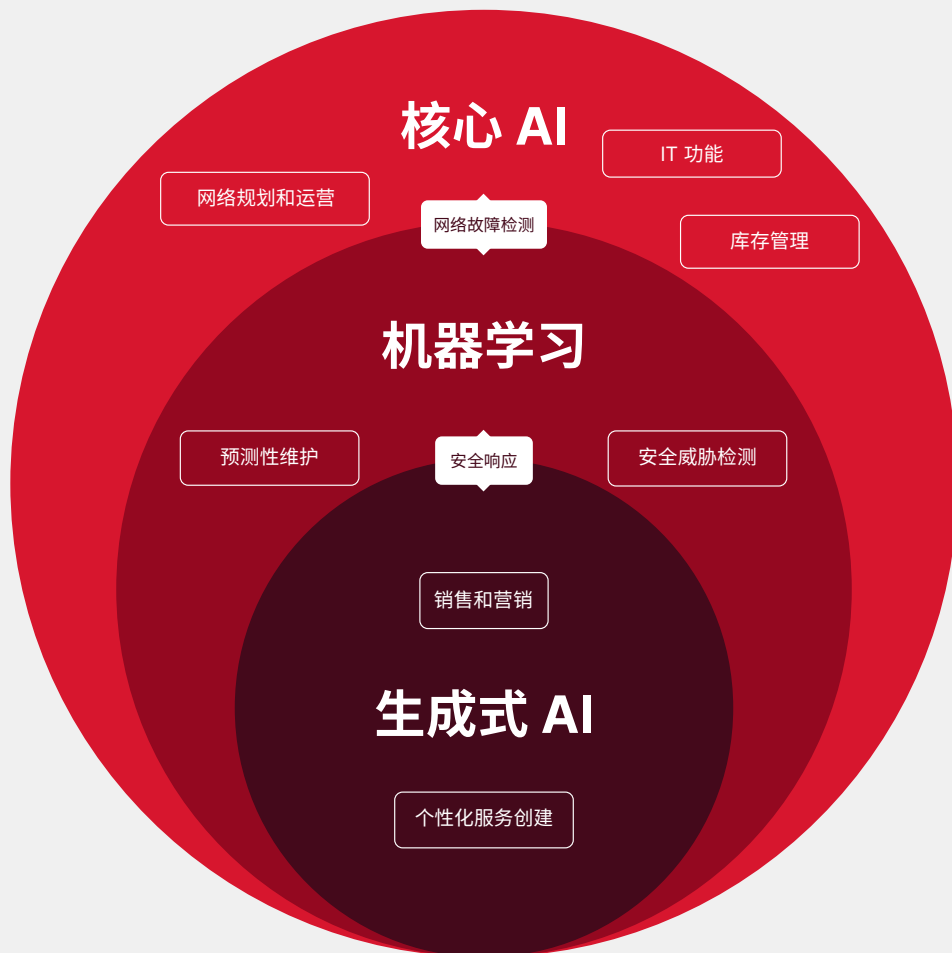 核心 AI
IT 功能
网络规划和运营
网络故障检测
库存管理
机器学习
预测性维护
安全响应
安全威胁检测
销售和营销
生成式 AI
个性化服务创建